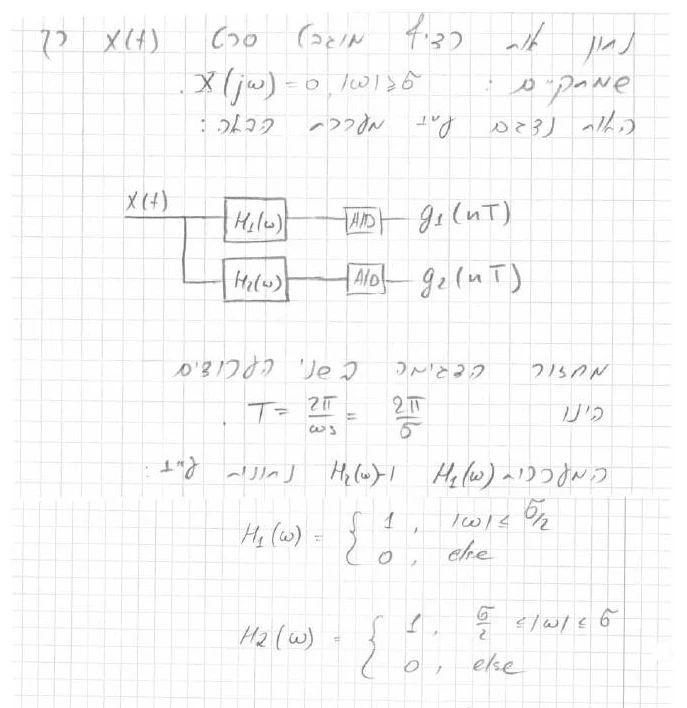 נתון אות רציף מוגבל סרט X(t) כך
שמתקיים : X(jω) = 0, |ω| ≥ σ.
האות נדגם ע"י מערכת הבאה :
X(t)
H₁(ω) A/D g₁(nT)
H₂(ω) A/D g₂(nT)
מחזור הדגימה בשני הערוצים
הינו T = 2π/ωs = 2π/σ .
המערכות H₁(ω) ו-H₂(ω) נתונות ע"י :
H₁(ω) = { 1 , |ω| ≤ σ/2
0 , else
H₂(ω) = { 1 , σ/2 ≤ |ω| ≤ σ
0 , else